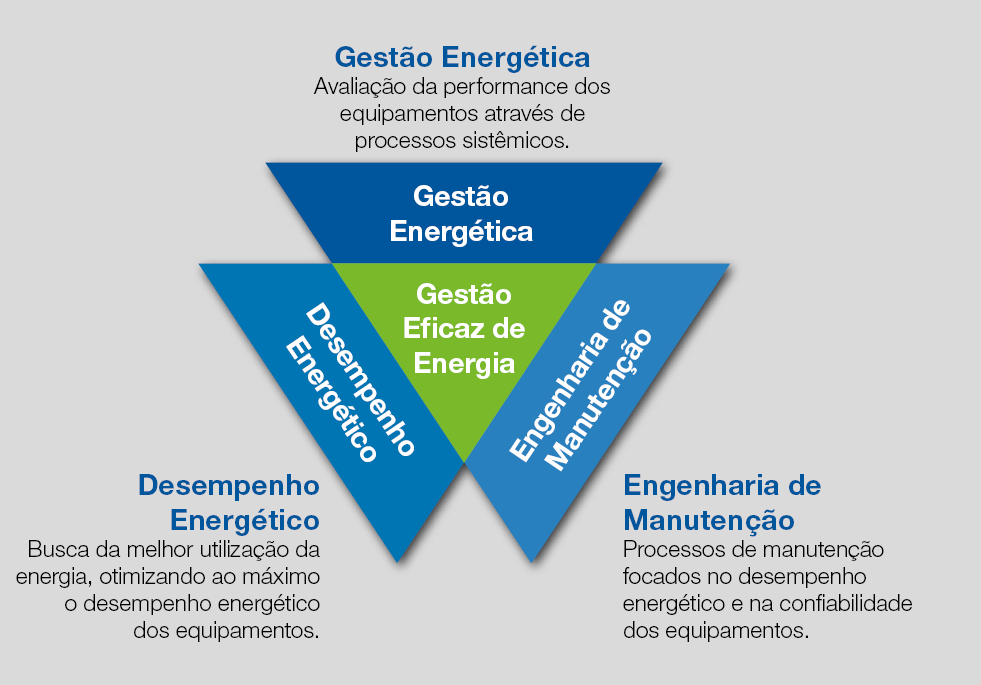 Gestão Energética
Avaliação da performance dos
equipamentos através de
processos sistêmicos.
Gestão
Energética
Gestão
Eficaz de
Energia
Desempenho
Energético
Engenharia de
Manutenção
Desempenho
Energético
Busca da melhor utilização da
energia, otimizando ao máximo
o desempenho energético
dos equipamentos.
Engenharia de
Manutenção
Processos de manutenção
focados no desempenho
energético e na confiabilidade
dos equipamentos.